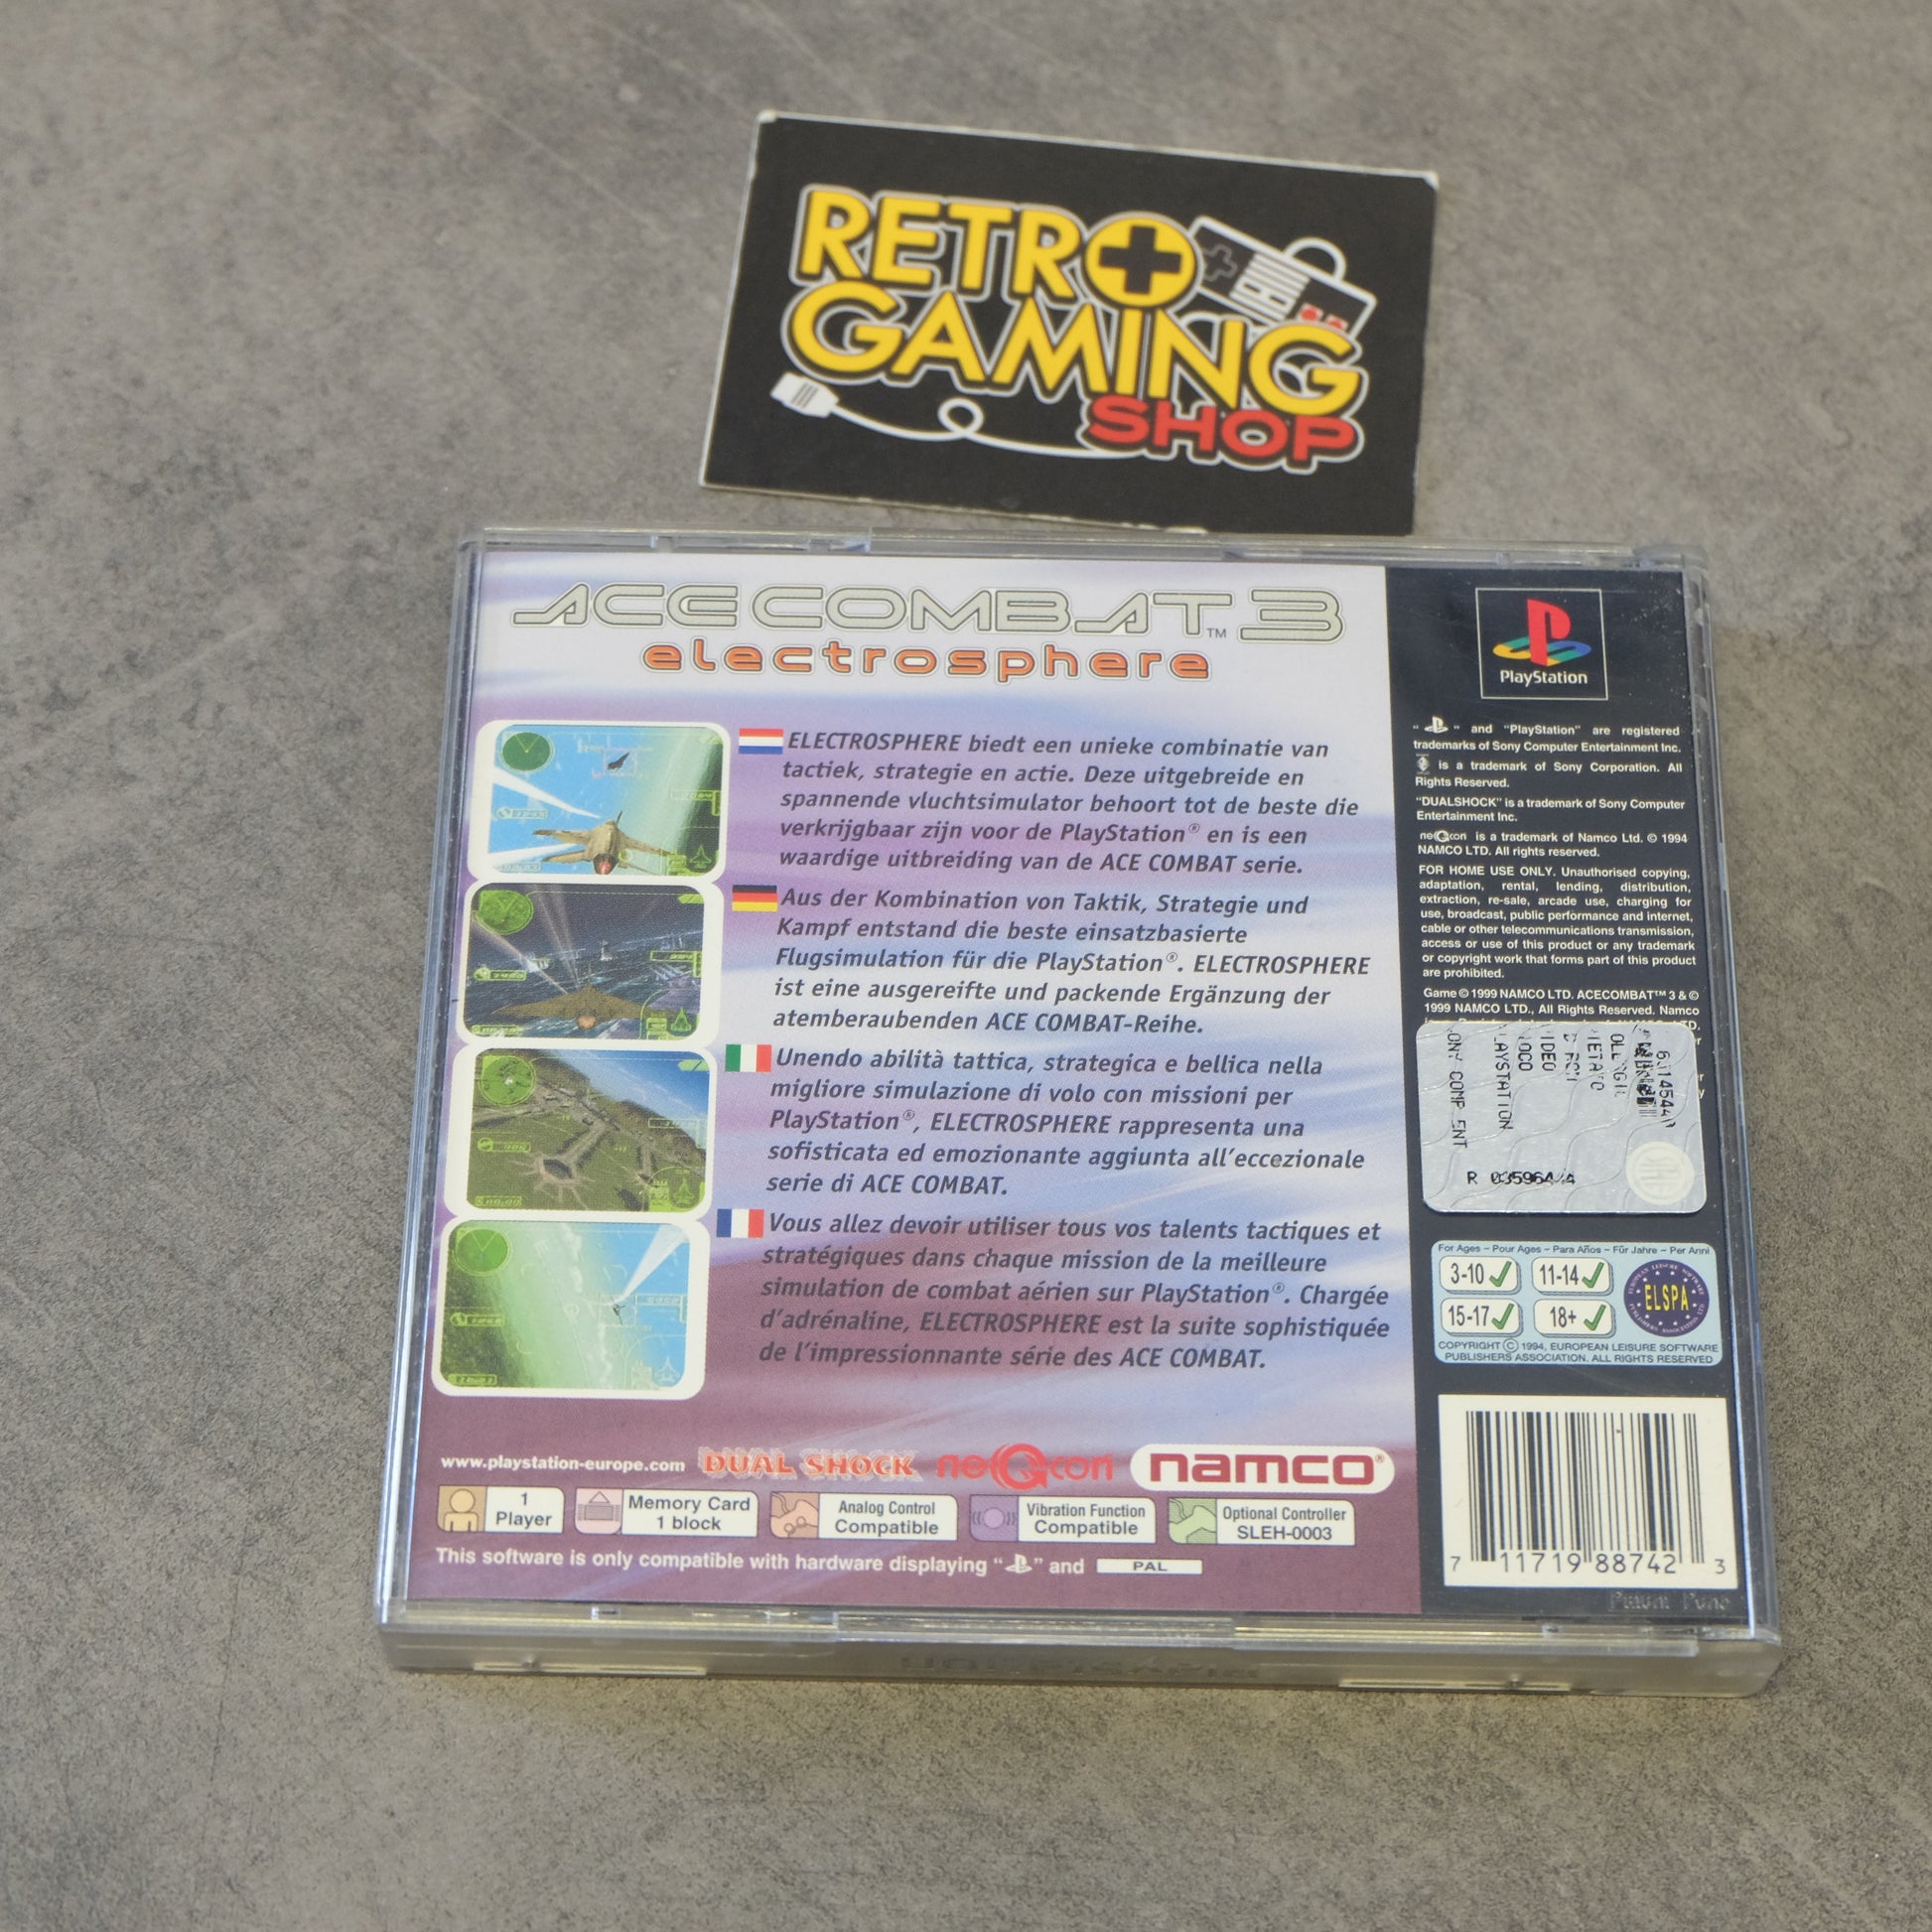 RETRO
GAMING
SHOP
ACE COMBAT™ 3
electrosphere
ELECTROSPHERE biedt een unieke combinatie van
tactiek, strategie en actie. Deze uitgebreide en
spannende vluchtsimulator behoort tot de beste die
verkrijgbaar zijn voor de PlayStation® en is een
waardige uitbreiding van de ACE COMBAT serie.
Aus der Kombination von Taktik, Strategie und
Kampf entstand die beste einsatzbasierte
Flugsimulation für die PlayStation®. ELECTROSPHERE
ist eine ausgereifte und packende Ergänzung der
atemberaubenden ACE COMBAT-Reihe.
Unendo abilità tattica, strategica e bellica nella
migliore simulazione di volo con missioni per
PlayStation®, ELECTROSPHERE rappresenta una
sofisticata ed emozionante aggiunta all'eccezionale
serie di ACE COMBAT.
Vous allez devoir utiliser tous vos talents tactiques et
stratégiques dans chaque mission de la meilleure
simulation de combat aérien sur PlayStation®. Chargée
d'adrénaline, ELECTROSPHERE est la suite sophistiquée
de l'impressionnante série des ACE COMBAT.
www.playstation-europe.com DUAL SHOCK neGcon namco®
1
Player
Memory Card
1 block
Analog Control
Compatible
Vibration Function
Compatible
Optional Controller
SLEH-0003
This software is only compatible with hardware displaying “ ” and PAL
PlayStation
“ ” and “PlayStation” are registered
trademarks of Sony Computer Entertainment Inc.
is a trademark of Sony Corporation. All
Rights Reserved.
“DUALSHOCK” is a trademark of Sony Computer
Entertainment Inc.
neGcon is a trademark of Namco Ltd. © 1994
NAMCO LTD. All rights reserved.
FOR HOME USE ONLY. Unauthorised copying,
adaptation, rental, lending, distribution,
extraction, re-sale, arcade use, charging for
use, broadcast, public performance and internet,
cable or other telecommunications transmission,
access or use of this product or any trademark
or copyright work that forms part of this product
are prohibited.
Game © 1999 NAMCO LTD. ACECOMBAT™ 3 & ©
1999 NAMCO LTD., All Rights Reserved. Namco
For Ages – Pour Ages – Para Años – Für Jahre – Per Anni
3-10 11-14
15-17 18+
ELSPA
COPYRIGHT © 1994, EUROPEAN LEISURE SOFTWARE
PUBLISHERS ASSOCIATION. ALL RIGHTS RESERVED
7 11719 88742 3